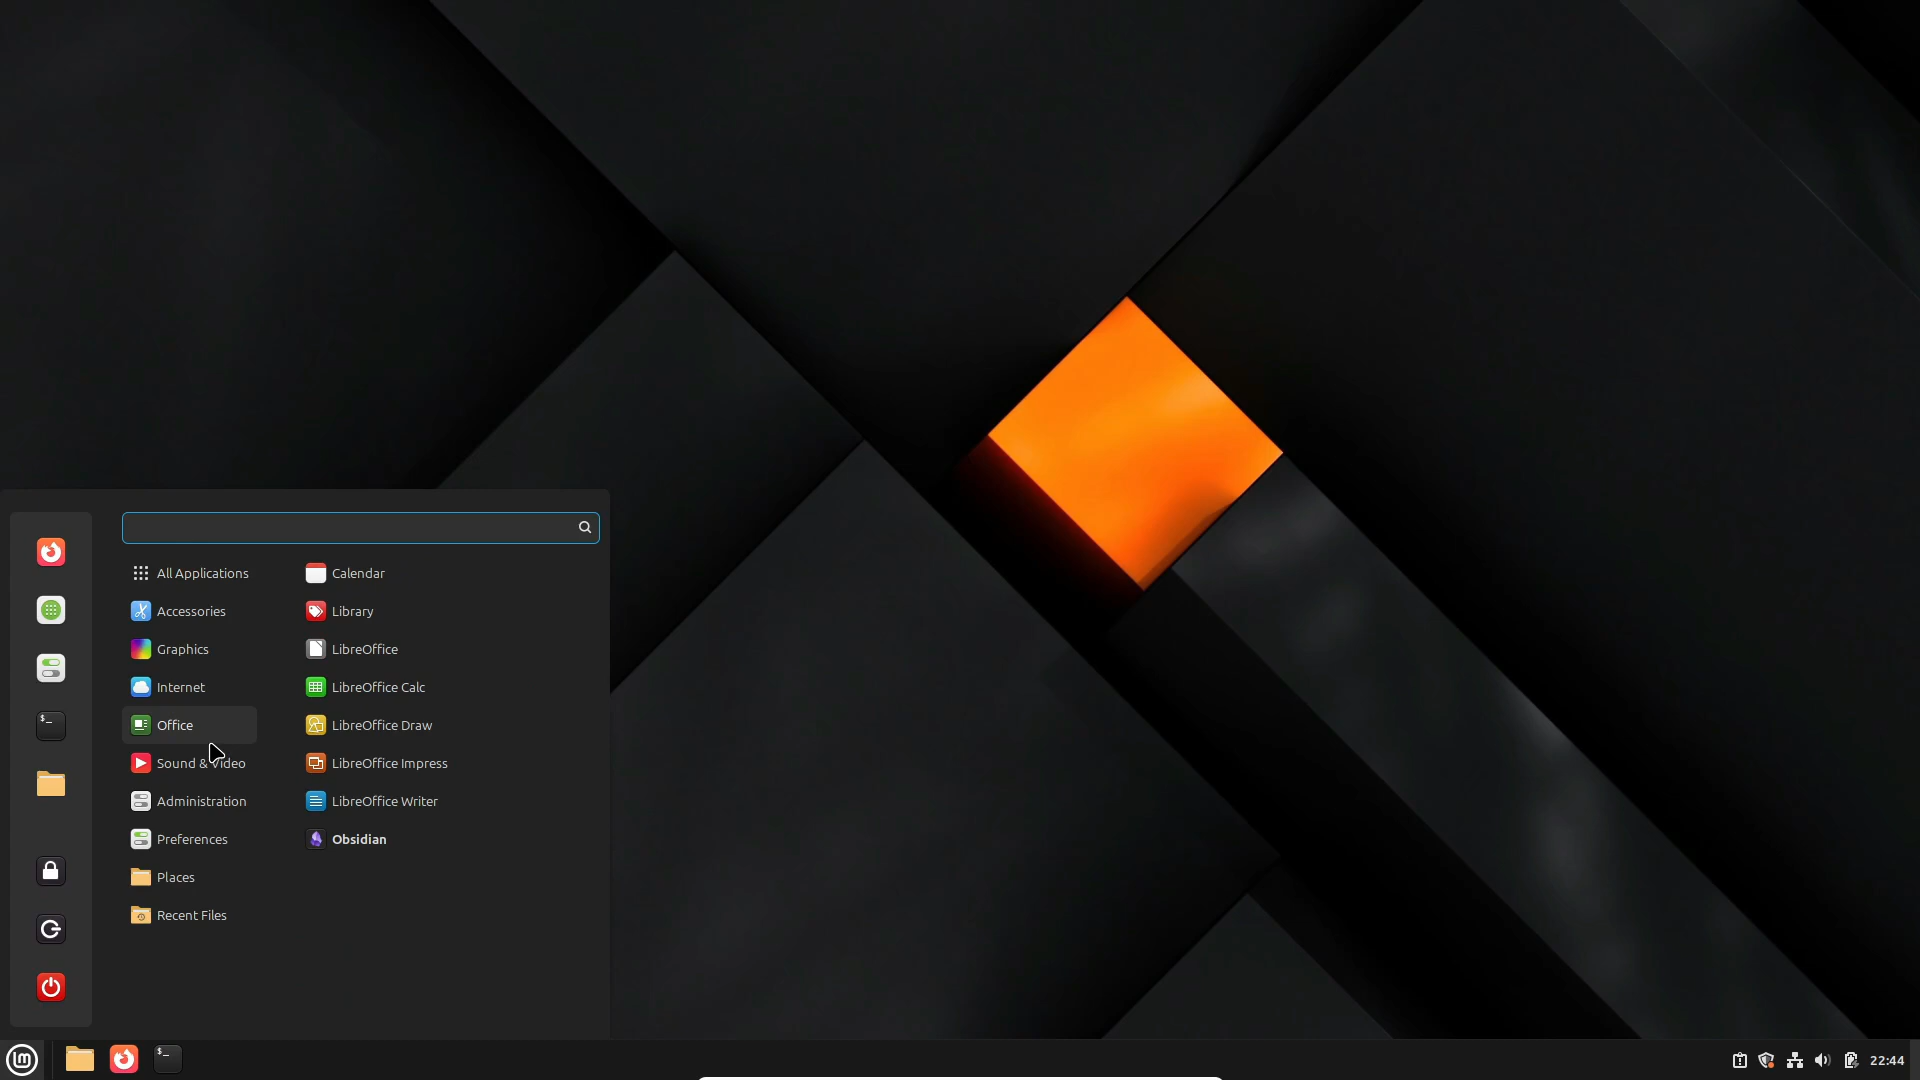 All Applications
Accessories
Graphics
Internet
Office
Sound & Video
Administration
Preferences
Places
Recent Files
Calendar
Library
LibreOffice
LibreOffice Calc
LibreOffice Draw
LibreOffice Impress
LibreOffice Writer
Obsidian
$_
lm
$_
22:44